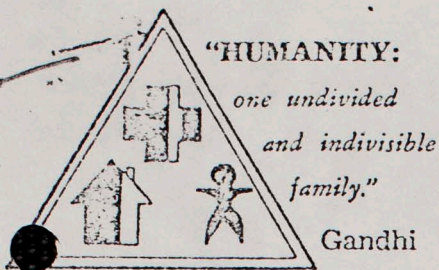 "HUMANITY:
one undivided
and indivisible
family."
Gandhi